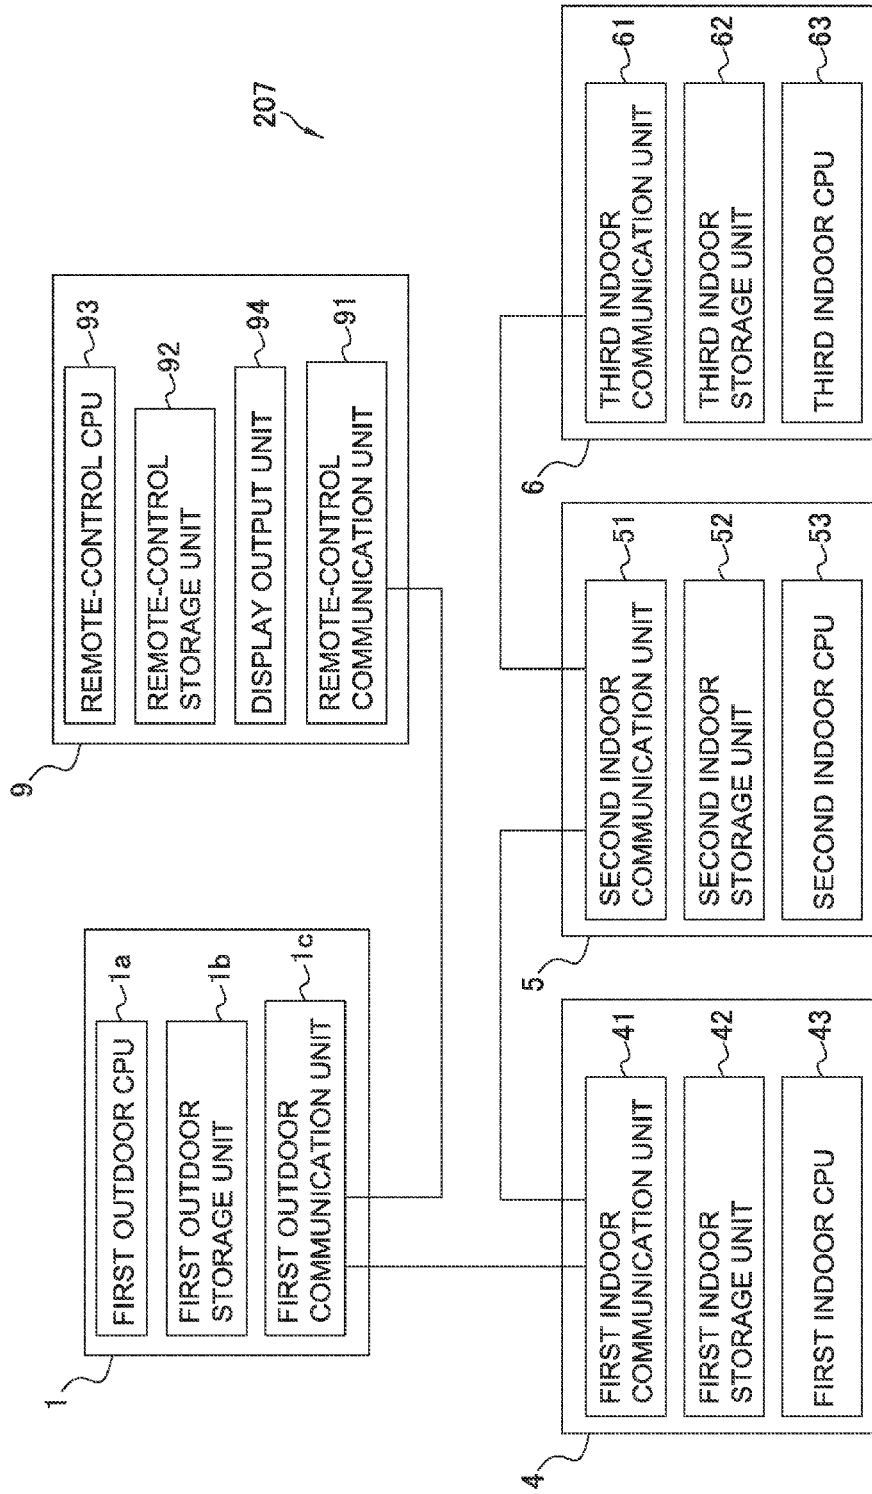 207
1
FIRST OUTDOOR CPU
1a
FIRST OUTDOOR
STORAGE UNIT
1b
FIRST OUTDOOR
COMMUNICATION UNIT
1c
9
REMOTE-CONTROL CPU
93
REMOTE-CONTROL
STORAGE UNIT
92
DISPLAY OUTPUT UNIT
94
REMOTE-CONTROL
COMMUNICATION UNIT
91
4
FIRST INDOOR
COMMUNICATION UNIT
41
FIRST INDOOR
STORAGE UNIT
42
FIRST INDOOR CPU
43
5
SECOND INDOOR
COMMUNICATION UNIT
51
SECOND INDOOR
STORAGE UNIT
52
SECOND INDOOR CPU
53
6
THIRD INDOOR
COMMUNICATION UNIT
61
THIRD INDOOR
STORAGE UNIT
62
THIRD INDOOR CPU
63